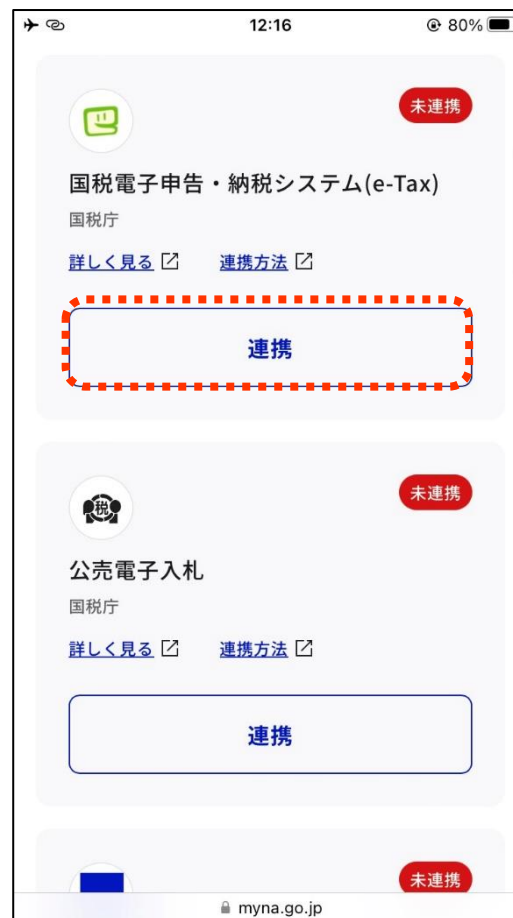 12:16
80%
未連携
国税電子申告・納税システム(e-Tax)
国税庁
詳しく見る 連携方法
連携
未連携
税
公売電子入札
国税庁
詳しく見る 連携方法
連携
未連携
myna.go.jp